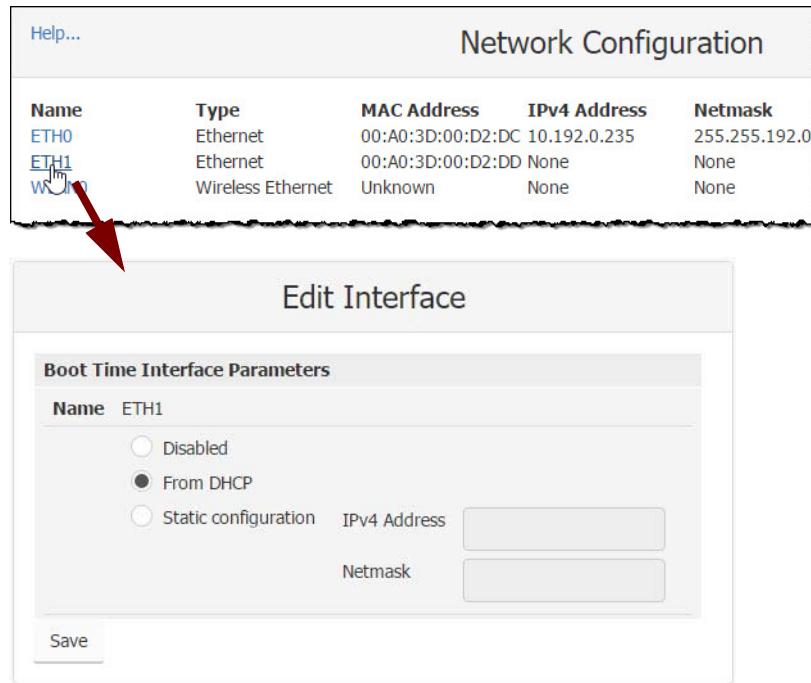 Help...
Network Configuration
Name Type MAC Address IPv4 Address Netmask
ETH0 Ethernet 00:A0:3D:00:D2:DC 10.192.0.235 255.255.192.0
ETH1 Ethernet 00:A0:3D:00:D2:DD None None
Wireless Ethernet Unknown None None
Edit Interface
Boot Time Interface Parameters
Name ETH1
Disabled
From DHCP
Static configuration IPv4 Address
Netmask
Save